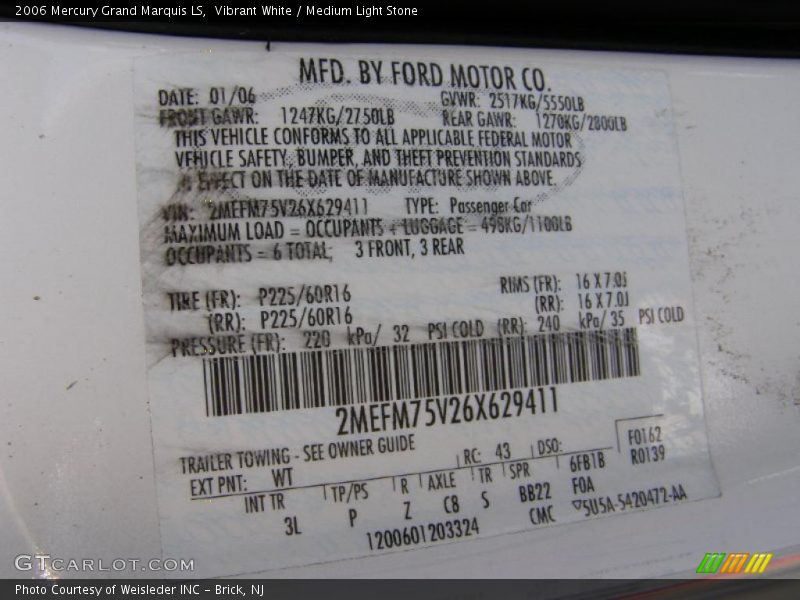 2006 Mercury Grand Marquis LS, Vibrant White / Medium Light Stone
MFD. BY FORD MOTOR CO.
DATE: 01/06 GVWR: 2517KG/5550LB
FRONT GAWR: 1247KG/2750LB REAR GAWR: 1270KG/2800LB
THIS VEHICLE CONFORMS TO ALL APPLICABLE FEDERAL MOTOR
VEHICLE SAFETY, BUMPER, AND THEFT PREVENTION STANDARDS
EFFECT ON THE DATE OF MANUFACTURE SHOWN ABOVE.
VIN: 2MEFM75V26X629411 TYPE: Passenger Car
MAXIMUM LOAD = OCCUPANTS + LUGGAGE = 498KG/1100LB
OCCUPANTS = 6 TOTAL; 3 FRONT, 3 REAR
TIRE (FR): P225/60R16 RIMS (FR): 16 X 7.0J
(RR): P225/60R16 (RR): 16 X 7.0J
PRESSURE (FR): 220 kPa/ 32 PSI COLD (RR): 240 kPa/ 35 PSI COLD
2MEFM75V26X629411
TRAILER TOWING - SEE OWNER GUIDE
EXT PNT: WT RC: 43 DSO: F0162
R0139
INT TR TP/PS R AXLE TR SPR 6FB1B
3L P Z C8 S BB22 F0A
1200601203324 CMC ▽5U5A-5420472-AA
GTCARLOT.COM
Photo Courtesy of Weisleder INC – Brick, NJ